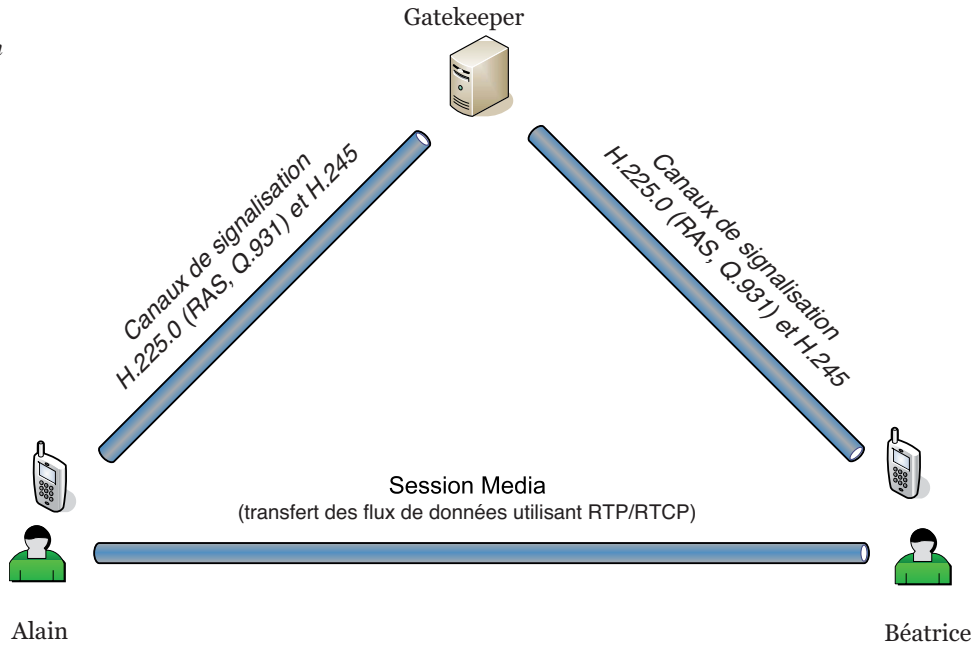 Gatekeeper
Canaux de signalisation
H.225.0 (RAS, Q.931) et H.245
Canaux de signalisation
H.225.0 (RAS, Q.931) et H.245
Session Media
(transfert des flux de données utilisant RTP/RTCP)
Alain
Béatrice